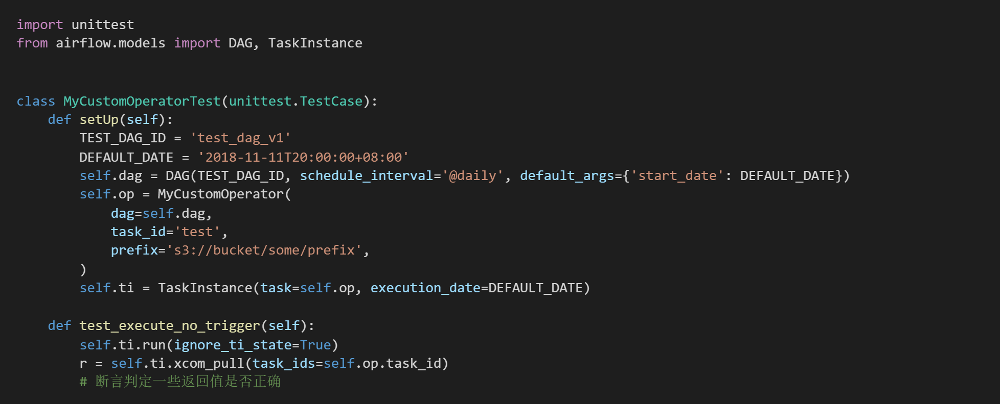 import unittest
from airflow.models import DAG, TaskInstance
class MyCustomOperatorTest(unittest.TestCase):
    def setUp(self):
        TEST_DAG_ID = 'test_dag_v1'
        DEFAULT_DATE = '2018-11-11T20:00:00+08:00'
        self.dag = DAG(TEST_DAG_ID, schedule_interval='@daily', default_args={'start_date': DEFAULT_DATE})
        self.op = MyCustomOperator(
            dag=self.dag,
            task_id='test',
            prefix='s3://bucket/some/prefix',
        )
        self.ti = TaskInstance(task=self.op, execution_date=DEFAULT_DATE)
    def test_execute_no_trigger(self):
        self.ti.run(ignore_ti_state=True)
        r = self.ti.xcom_pull(task_ids=self.op.task_id)
        # 断言判定一些返回值是否正确